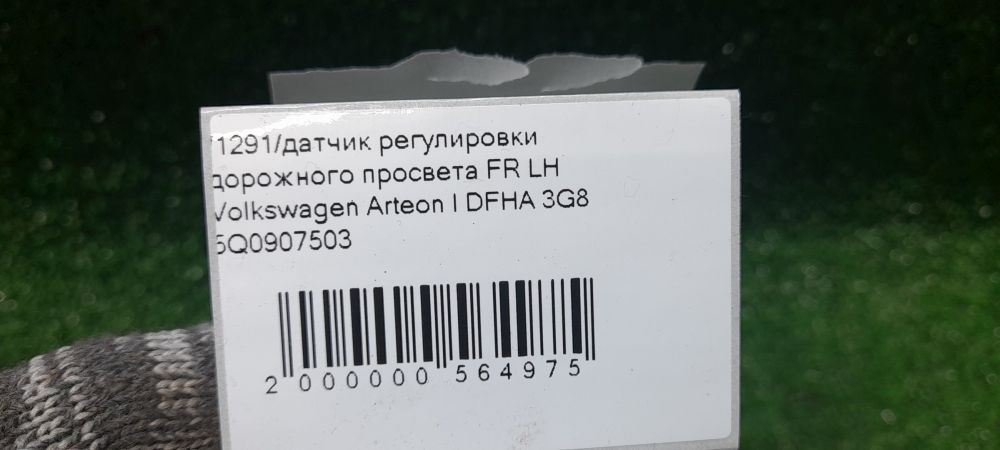 1291/датчик регулировки
дорожного просвета FR LH
Volkswagen Arteon I DFHA 3G8
5Q0907503
2 000000 564975